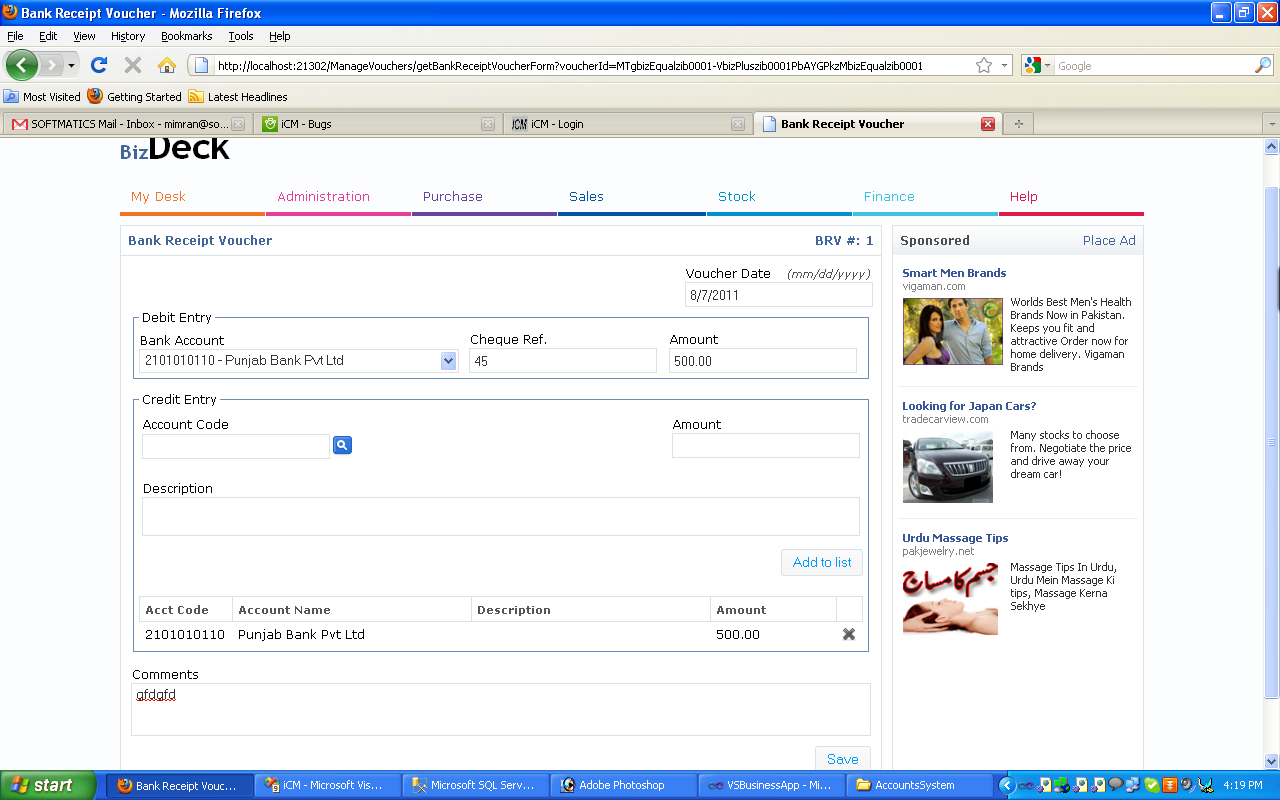 Bank Receipt Voucher - Mozilla Firefox
File Edit View History Bookmarks Tools Help
http://localhost:21302/ManageVouchers/getBankReceiptVoucherForm?voucherId=MTgbizEqualzib0001-VbizPluszib0001PbAYGPkzMbizEqualzib0001
Google
Most Visited Getting Started Latest Headlines
SOFTMATICS Mail - Inbox - mimran@so...
iCM - Bugs
iCM - Login
Bank Receipt Voucher
BizDeck
My Desk Administration Purchase Sales Stock Finance Help
Bank Receipt Voucher BRV #: 1
Voucher Date (mm/dd/yyyy)
8/7/2011
Debit Entry
Bank Account Cheque Ref. Amount
2101010110 - Punjab Bank Pvt Ltd 45 500.00
Credit Entry
Account Code Amount
Description
Add to list
Acct Code Account Name Description Amount
2101010110 Punjab Bank Pvt Ltd 500.00
Comments
gfdgfd
Save
Sponsored Place Ad
Smart Men Brands
vigaman.com
Worlds Best Men's Health
Brands Now in Pakistan.
Keeps you fit and
attractive Order now for
home delivery. Vigaman
Brands
Looking for Japan Cars?
tradecarview.com
Many stocks to choose
from. Negotiate the price
and drive away your
dream car!
Urdu Massage Tips
pakjewelry.net
جسم کا مساج
Massage Tips In Urdu,
Urdu Mein Massage Ki
tips, Massage Kerna
Sekhye
start
Bank Receipt Vouc...
iCM - Microsoft Vis...
Microsoft SQL Serv...
Adobe Photoshop
VSBusinessApp - Mi...
AccountsSystem
4:19 PM